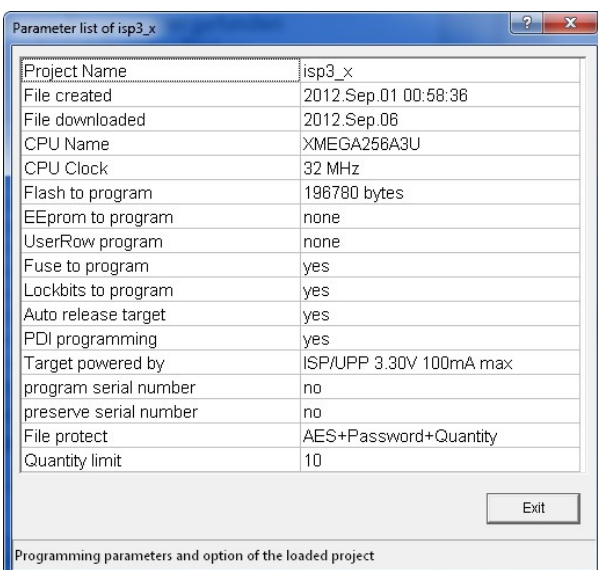 Parameter list of isp3_x
Project Name isp3_x
File created 2012.Sep.01 00:58:36
File downloaded 2012.Sep.06
CPU Name XMEGA256A3U
CPU Clock 32 MHz
Flash to program 196780 bytes
EEprom to program none
UserRow program none
Fuse to program yes
Lockbits to program yes
Auto release target yes
PDI programming yes
Target powered by ISP/UPP 3.30V 100mA max
program serial number no
preserve serial number no
File protect AES+Password+Quantity
Quantity limit 10
Exit
Programming parameters and option of the loaded project